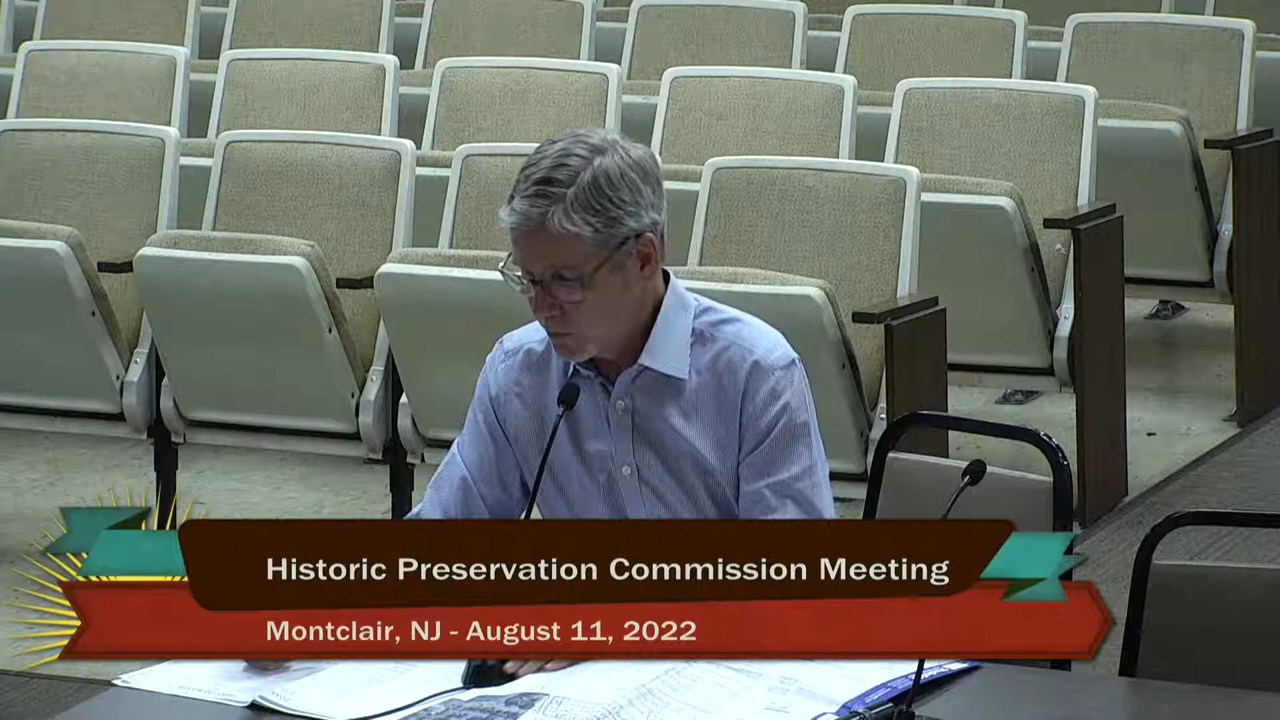 Historic Preservation Commission Meeting
Montclair, NJ - August 11, 2022